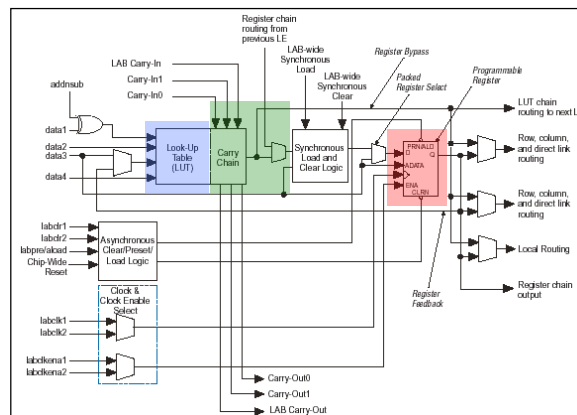 Register chain
routing from
previous LE
LAB Carry-In
Carry-In1
Carry-In0
LAB-wide
Synchronous
Load
LAB-wide
Synchronous
Clear
Register Bypass
Packed
Register Select
Programmable
Register
addnsub
data1
data2
data3
data4
Look-Up
Table
(LUT)
Carry
Chain
Synchronous
Load and
Clear Logic
PRN/ALD
D
Q
ADATA
ENA
CLRN
LUT chain
routing to next L
Row, column,
and direct link
routing
Row, column,
and direct link
routing
Local Routing
Register chain
output
Register
Feedback
labclr1
labclr2
labpre/aload
Chip-Wide
Reset
Asynchronous
Clear/Preset/
Load Logic
Clock &
Clock Enable
Select
labclk1
labclk2
labclkena1
labclkena2
Carry-Out0
Carry-Out1
LAB Carry-Out